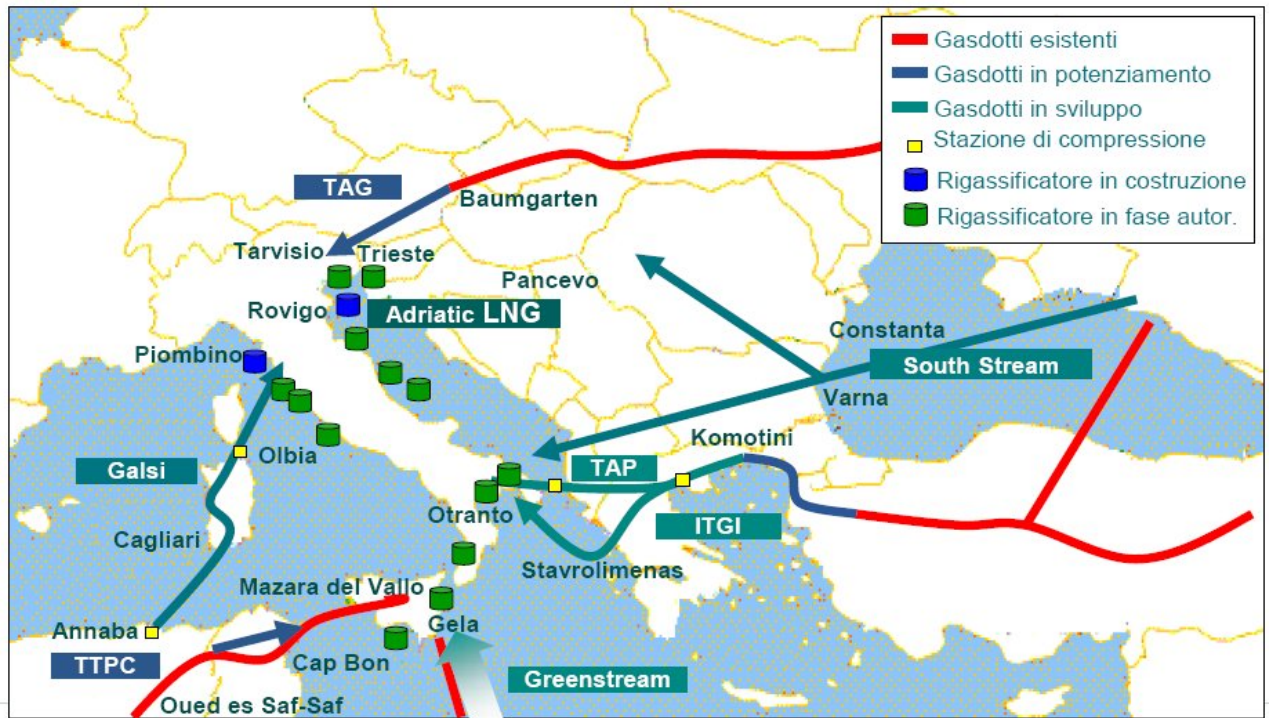 Gasdotti esistenti
Gasdotti in potenziamento
Gasdotti in sviluppo
Stazione di compressione
Rigassificatore in costruzione
Rigassificatore in fase autor.
TAG
Baumgarten
Tarvisio
Trieste
Pancevo
Rovigo
Adriatic LNG
Constanta
Piombino
South Stream
Varna
Komotini
Olbia
Galsi
TAP
Otranto
ITGI
Cagliari
Stavrolimenas
Mazara del Vallo
Annaba
Gela
TTPC
Cap Bon
Greenstream
Oued es Saf-Saf